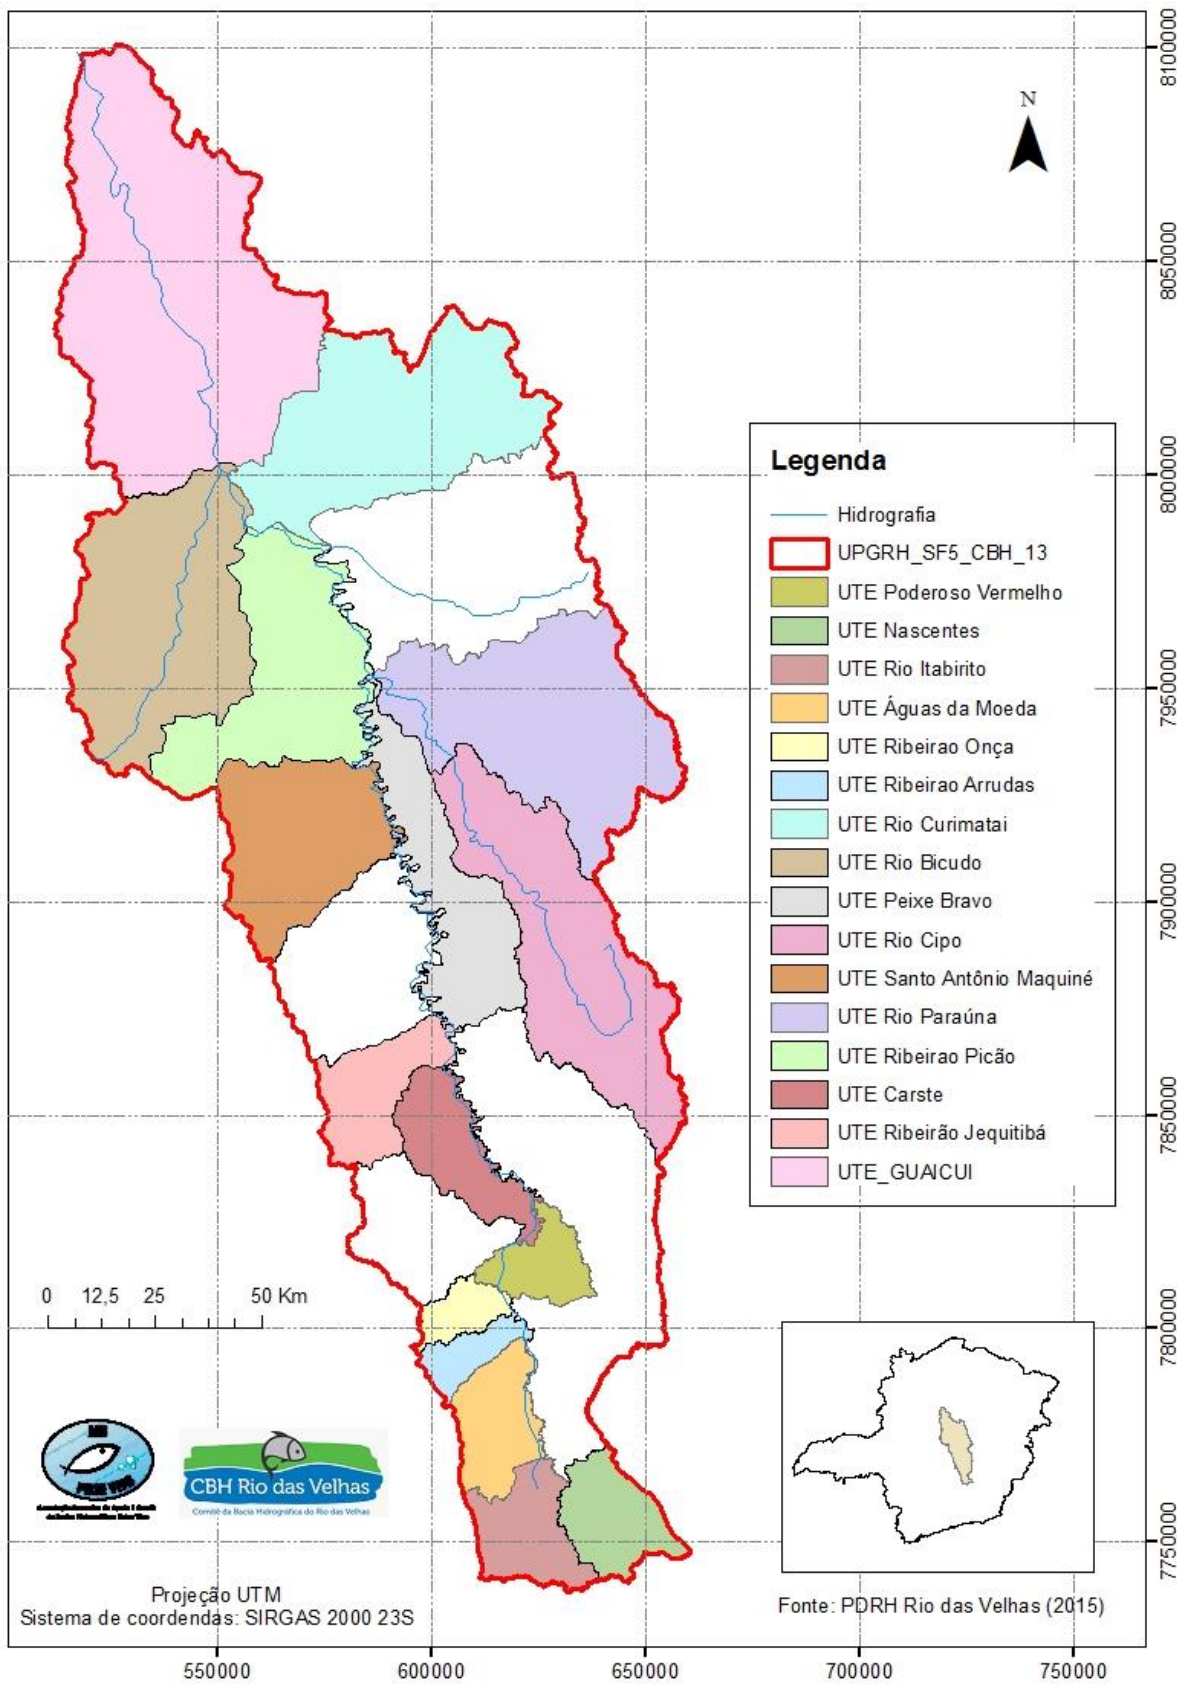 8100000
N
8050000
Legenda
8000000
Hidrografia
UPGRH_SF5_CBH_13
UTE Poderoso Vermelho
UTE Nascentes
UTE Rio Itabirito
7950000
UTE Águas da Moeda
UTE Ribeirao Onça
UTE Ribeirao Arrudas
UTE Rio Curimatai
UTE Rio Bicudo
UTE Peixe Bravo
7900000
UTE Rio Cipo
UTE Santo Antônio Maquiné
UTE Rio Paraúna
UTE Ribeirao Picão
UTE Carste
7850000
UTE Ribeirão Jequitibá
UTE_GUAICUI
0 12,5 25 50 Km
7800000
CBH Rio das Velhas
Comitê da Bacia Hidrográfica do Rio das Velhas
7750000
Projeção UTM
Sistema de coordendas: SIRGAS 2000 23S
Fonte: PDRH Rio das Velhas (2015)
550000 600000 650000 700000 750000